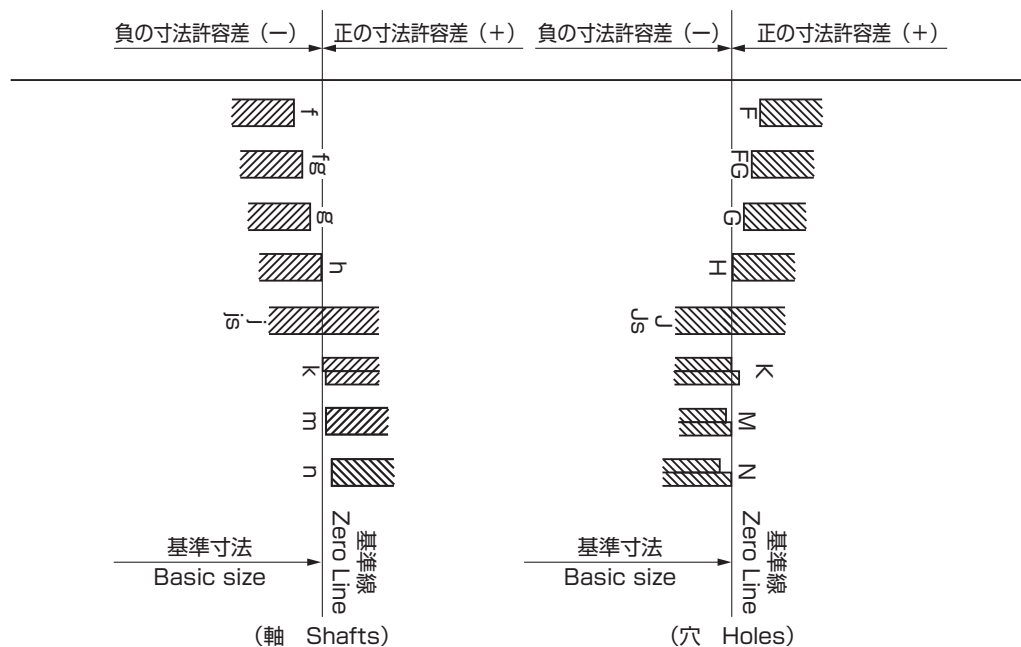 負の寸法許容差（－）
正の寸法許容差（＋）
負の寸法許容差（－）
正の寸法許容差（＋）
f
fg
g
h
j
js
k
m
n
基準線
Zero Line
基準寸法
Basic size
（軸　Shafts）
F
FG
G
H
J
Js
K
M
N
基準線
Zero Line
基準寸法
Basic size
（穴　Holes）